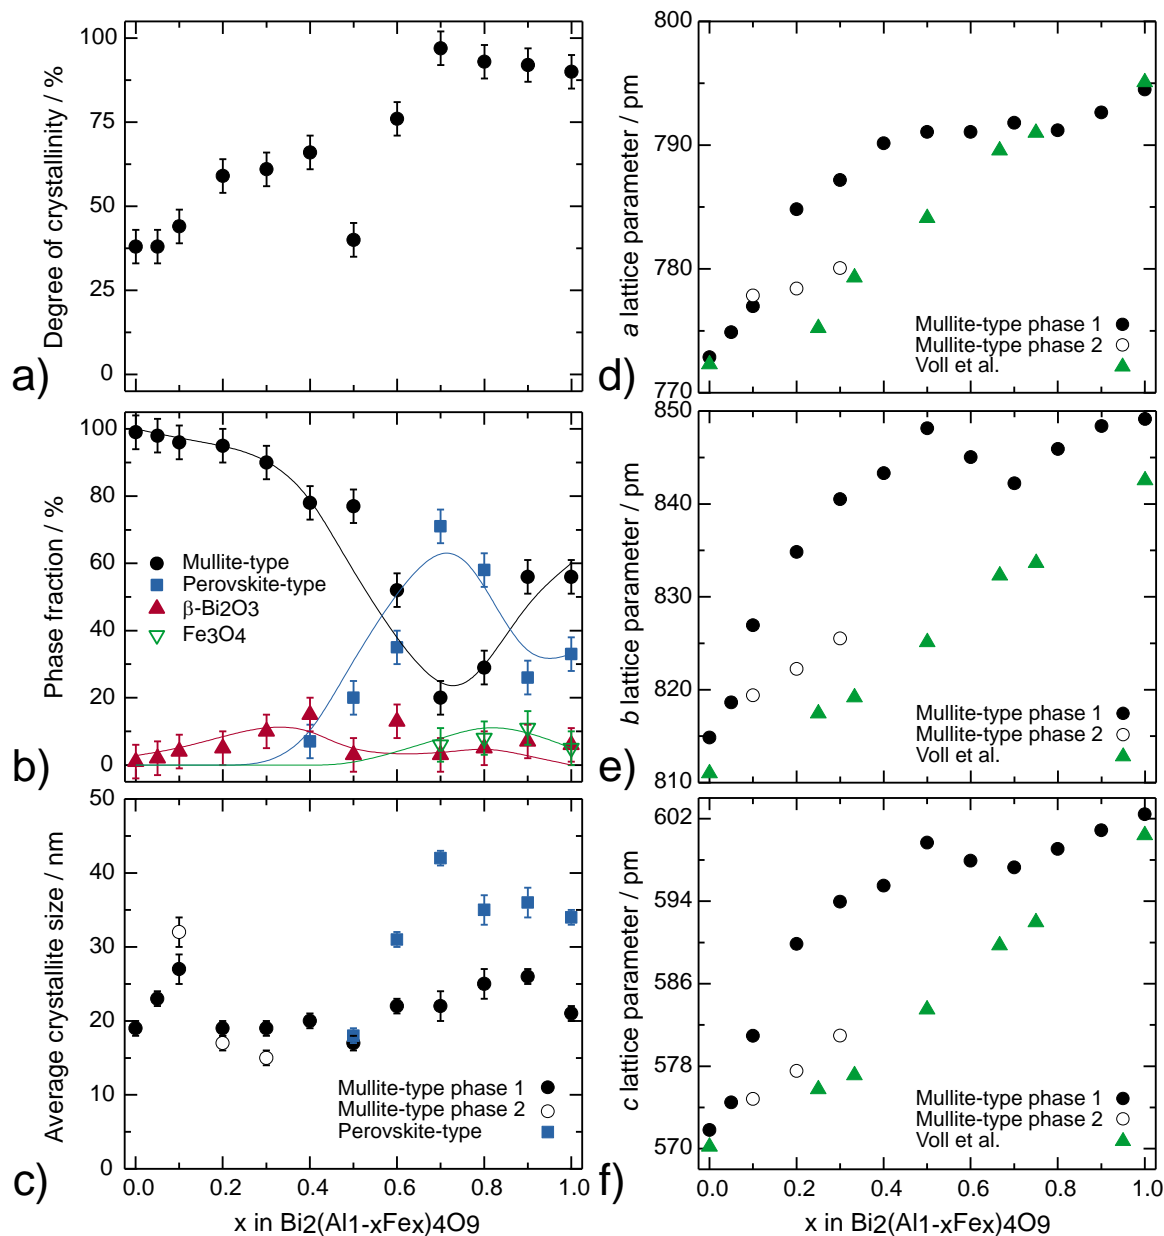 100
75
50
25
0
Degree of crystallinity / %
a)
100
80
60
40
20
0
Phase fraction / %
Mullite-type
Perovskite-type
β-Bi2O3
Fe3O4
b)
50
40
30
20
10
0
Average crystallite size / nm
Mullite-type phase 1
Mullite-type phase 2
Perovskite-type
c)
0.0 0.2 0.4 0.6 0.8 1.0
x in Bi2(Al1-xFex)4O9
800
790
780
770
a lattice parameter / pm
Mullite-type phase 1
Mullite-type phase 2
Voll et al.
d)
850
840
830
820
810
b lattice parameter / pm
Mullite-type phase 1
Mullite-type phase 2
Voll et al.
e)
602
594
586
578
570
c lattice parameter / pm
Mullite-type phase 1
Mullite-type phase 2
Voll et al.
f)
0.0 0.2 0.4 0.6 0.8 1.0
x in Bi2(Al1-xFex)4O9